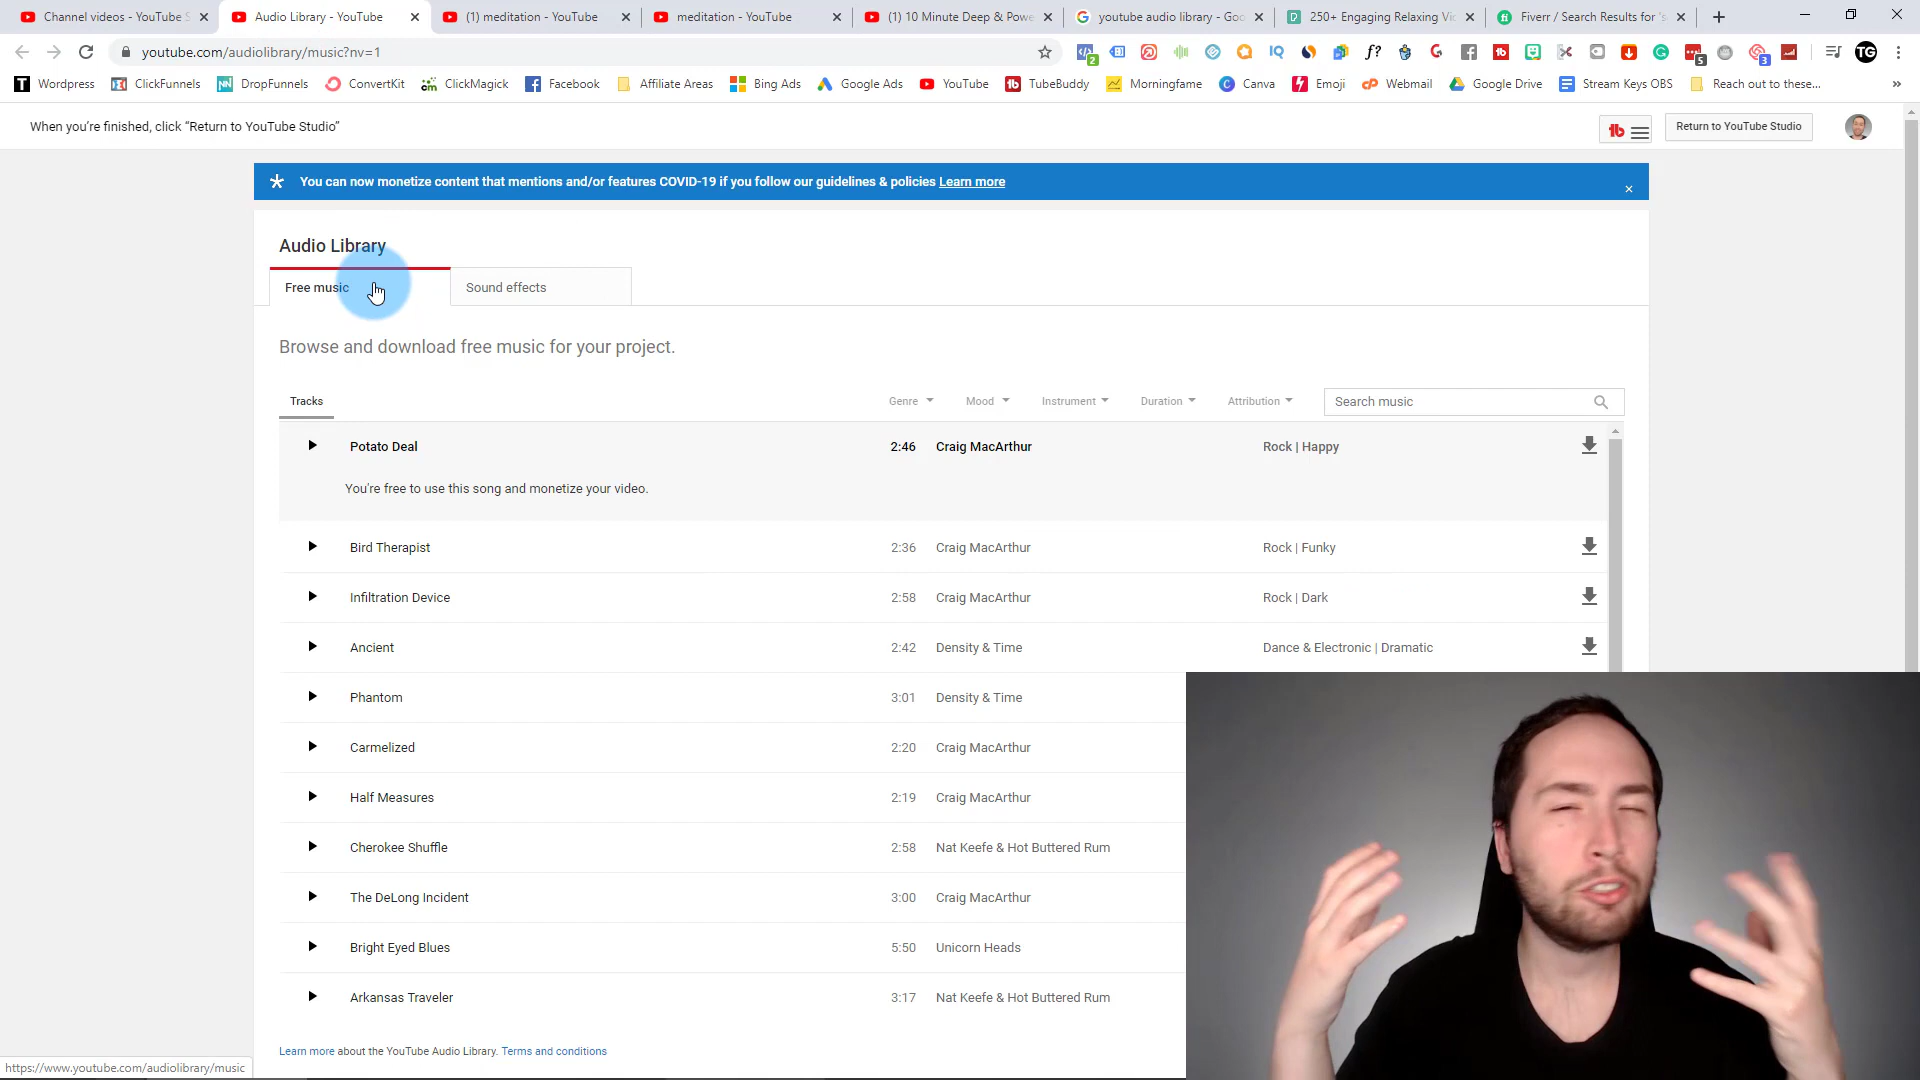 Channel videos - YouTube S
Audio Library - YouTube
(1) meditation - YouTube
meditation - YouTube
(1) 10 Minute Deep & Powe
youtube audio library - Goo
250+ Engaging Relaxing Vid
Fiverr / Search Results for 's
youtube.com/audiolibrary/music?nv=1
2
5
3
TG
Wordpress
ClickFunnels
DropFunnels
ConvertKit
ClickMagick
Facebook
Affiliate Areas
Bing Ads
Google Ads
YouTube
TubeBuddy
Morningfame
Canva
Emoji
Webmail
Google Drive
Stream Keys OBS
Reach out to these...
When you're finished, click “Return to YouTube Studio”
Return to YouTube Studio
You can now monetize content that mentions and/or features COVID-19 if you follow our guidelines & policies Learn more
Audio Library
Free music
Sound effects
Browse and download free music for your project.
Tracks
Genre
Mood
Instrument
Duration
Attribution
Search music
Potato Deal 2:46 Craig MacArthur Rock | Happy
You're free to use this song and monetize your video.
Bird Therapist 2:36 Craig MacArthur Rock | Funky
Infiltration Device 2:58 Craig MacArthur Rock | Dark
Ancient 2:42 Density & Time Dance & Electronic | Dramatic
Phantom 3:01 Density & Time
Carmelized 2:20 Craig MacArthur
Half Measures 2:19 Craig MacArthur
Cherokee Shuffle 2:58 Nat Keefe & Hot Buttered Rum
The DeLong Incident 3:00 Craig MacArthur
Bright Eyed Blues 5:50 Unicorn Heads
Arkansas Traveler 3:17 Nat Keefe & Hot Buttered Rum
Learn more about the YouTube Audio Library. Terms and conditions
https://www.youtube.com/audiolibrary/music